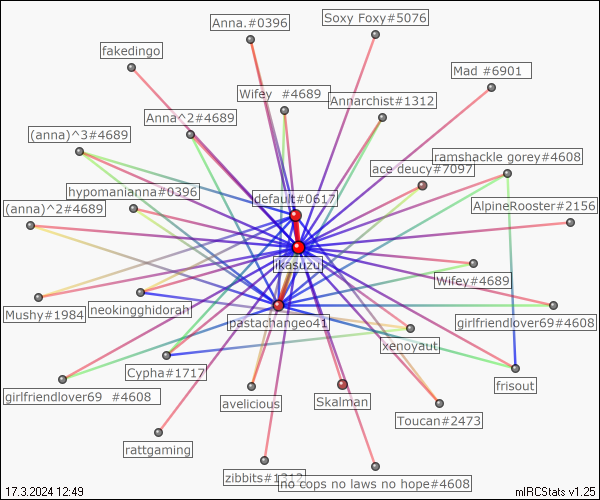 Soxy Foxy#5076
Anna.#0396
fakedingo
Mad #6901
Wifey  #4689
Annarchist#1312
Anna^2#4689
(anna)^3#4689
ramshackle gorey#4608
ace deucy#7097
hypomanianna#0396
default#0617
(anna)^2#4689
AlpineRooster#2156
ikasuzu
Wifey#4689
Mushy#1984
neokingghidorah
pastachangeo41
girlfriendlover69#4608
xenoyaut
Cypha#1717
frisout
girlfriendlover69  #4608
avelicious
Skalman
Toucan#2473
rattgaming
zibbits#1312
no cops no laws no hope#4608
17.3.2024 12:49
mIRCStats v1.25